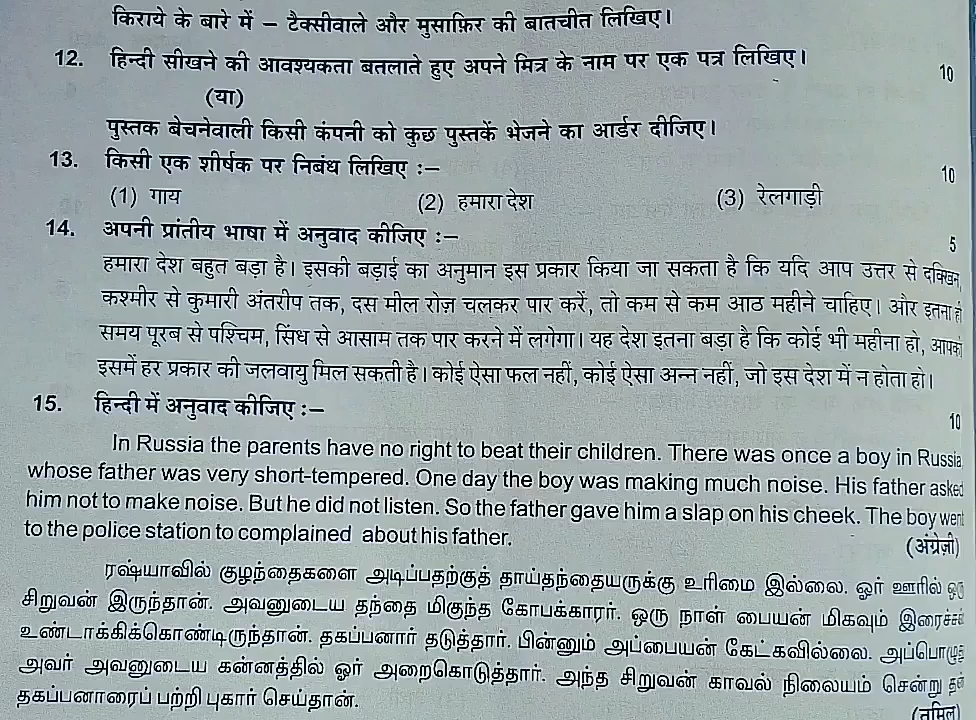 किराये के बारे में – टैक्सीवाले और मुसाफ़िर की बातचीत लिखिए।
12. हिन्दी सीखने की आवश्यकता बतलाते हुए अपने मित्र के नाम पर एक पत्र लिखिए। 10
(या)
पुस्तक बेचनेवाली किसी कंपनी को कुछ पुस्तकें भेजने का आर्डर दीजिए।
13. किसी एक शीर्षक पर निबंध लिखिए :– 10
(1) गाय (2) हमारा देश (3) रेलगाड़ी
14. अपनी प्रांतीय भाषा में अनुवाद कीजिए :– 5
हमारा देश बहुत बड़ा है। इसकी बड़ाई का अनुमान इस प्रकार किया जा सकता है कि यदि आप उत्तर से दक्खिन,
कश्मीर से कुमारी अंतरीप तक, दस मील रोज़ चलकर पार करें, तो कम से कम आठ महीने चाहिए। और इतना ही
समय पूरब से पश्चिम, सिंध से आसाम तक पार करने में लगेगा। यह देश इतना बड़ा है कि कोई भी महीना हो, आपको
इसमें हर प्रकार की जलवायु मिल सकती है। कोई ऐसा फल नहीं, कोई ऐसा अन्न नहीं, जो इस देश में न होता हो।
15. हिन्दी में अनुवाद कीजिए :– 10
In Russia the parents have no right to beat their children. There was once a boy in Russia
whose father was very short-tempered. One day the boy was making much noise. His father asked
him not to make noise. But he did not listen. So the father gave him a slap on his cheek. The boy went
to the police station to complained about his father. (अंग्रेज़ी)
ரஷ்யாவில் குழந்தைகளை அடிப்பதற்குத் தாய்தந்தையருக்கு உரிமை இல்லை. ஓர் ஊரில் ஒரு
சிறுவன் இருந்தான். அவனுடைய தந்தை மிகுந்த கோபக்காரர். ஒரு நாள் பையன் மிகவும்
உண்டாக்கிக்கொண்டிருந்தான். தகப்பனார் தடுத்தார். பின்னும் அப்பையன் கேட்கவில்லை.
அவர் அவனுடைய கன்னத்தில் ஓர் அறைகொடுத்தார். அந்த சிறுவன் காவல் நிலையம் சென்று
தகப்பனாரைப் பற்றி புகார் செய்தான். (तमिल)